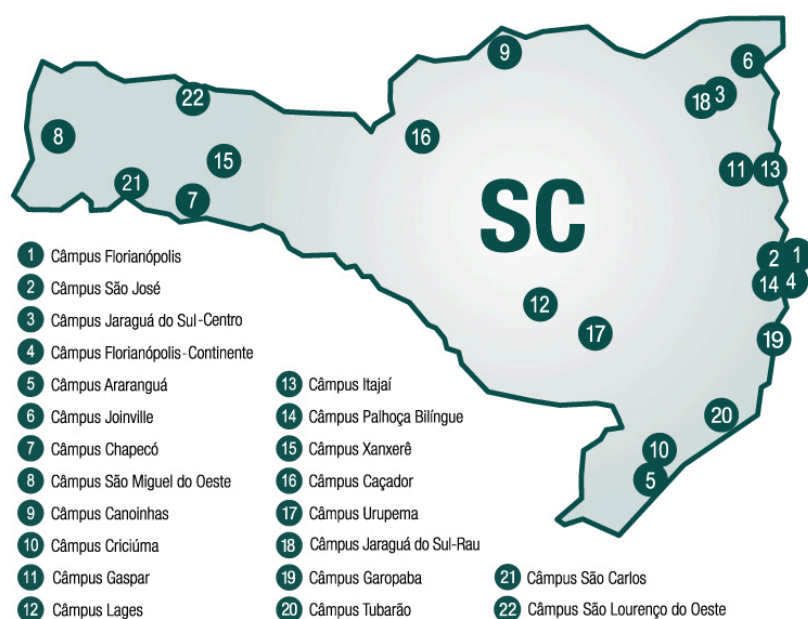 9
6
22
3
18
8
16
15
11
13
21
7
SC
1
2
14
4
12
17
19
20
10
5
1 Câmpus Florianópolis
2 Câmpus São José
3 Câmpus Jaraguá do Sul-Centro
4 Câmpus Florianópolis-Continente
5 Câmpus Araranguá
6 Câmpus Joinville
7 Câmpus Chapecó
8 Câmpus São Miguel do Oeste
9 Câmpus Canoinhas
10 Câmpus Criciúma
11 Câmpus Gaspar
12 Câmpus Lages
13 Câmpus Itajaí
14 Câmpus Palhoça Bilíngue
15 Câmpus Xanxerê
16 Câmpus Caçador
17 Câmpus Urupema
18 Câmpus Jaraguá do Sul-Rau
19 Câmpus Garopaba
20 Câmpus Tubarão
21 Câmpus São Carlos
22 Câmpus São Lourenço do Oeste